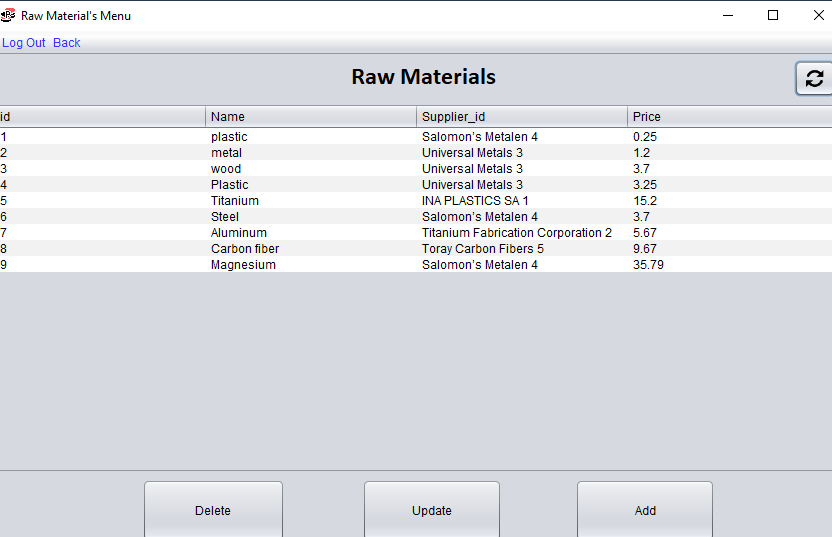 Raw Material's Menu
Log Out Back
Raw Materials
id Name Supplier_id Price
1 plastic Salomon's Metalen 4 0.25
2 metal Universal Metals 3 1.2
3 wood Universal Metals 3 3.7
4 Plastic Universal Metals 3 3.25
5 Titanium INA PLASTICS SA 1 15.2
6 Steel Salomon's Metalen 4 3.7
7 Aluminum Titanium Fabrication Corporation 2 5.67
8 Carbon fiber Toray Carbon Fibers 5 9.67
9 Magnesium Salomon's Metalen 4 35.79
Delete Update Add